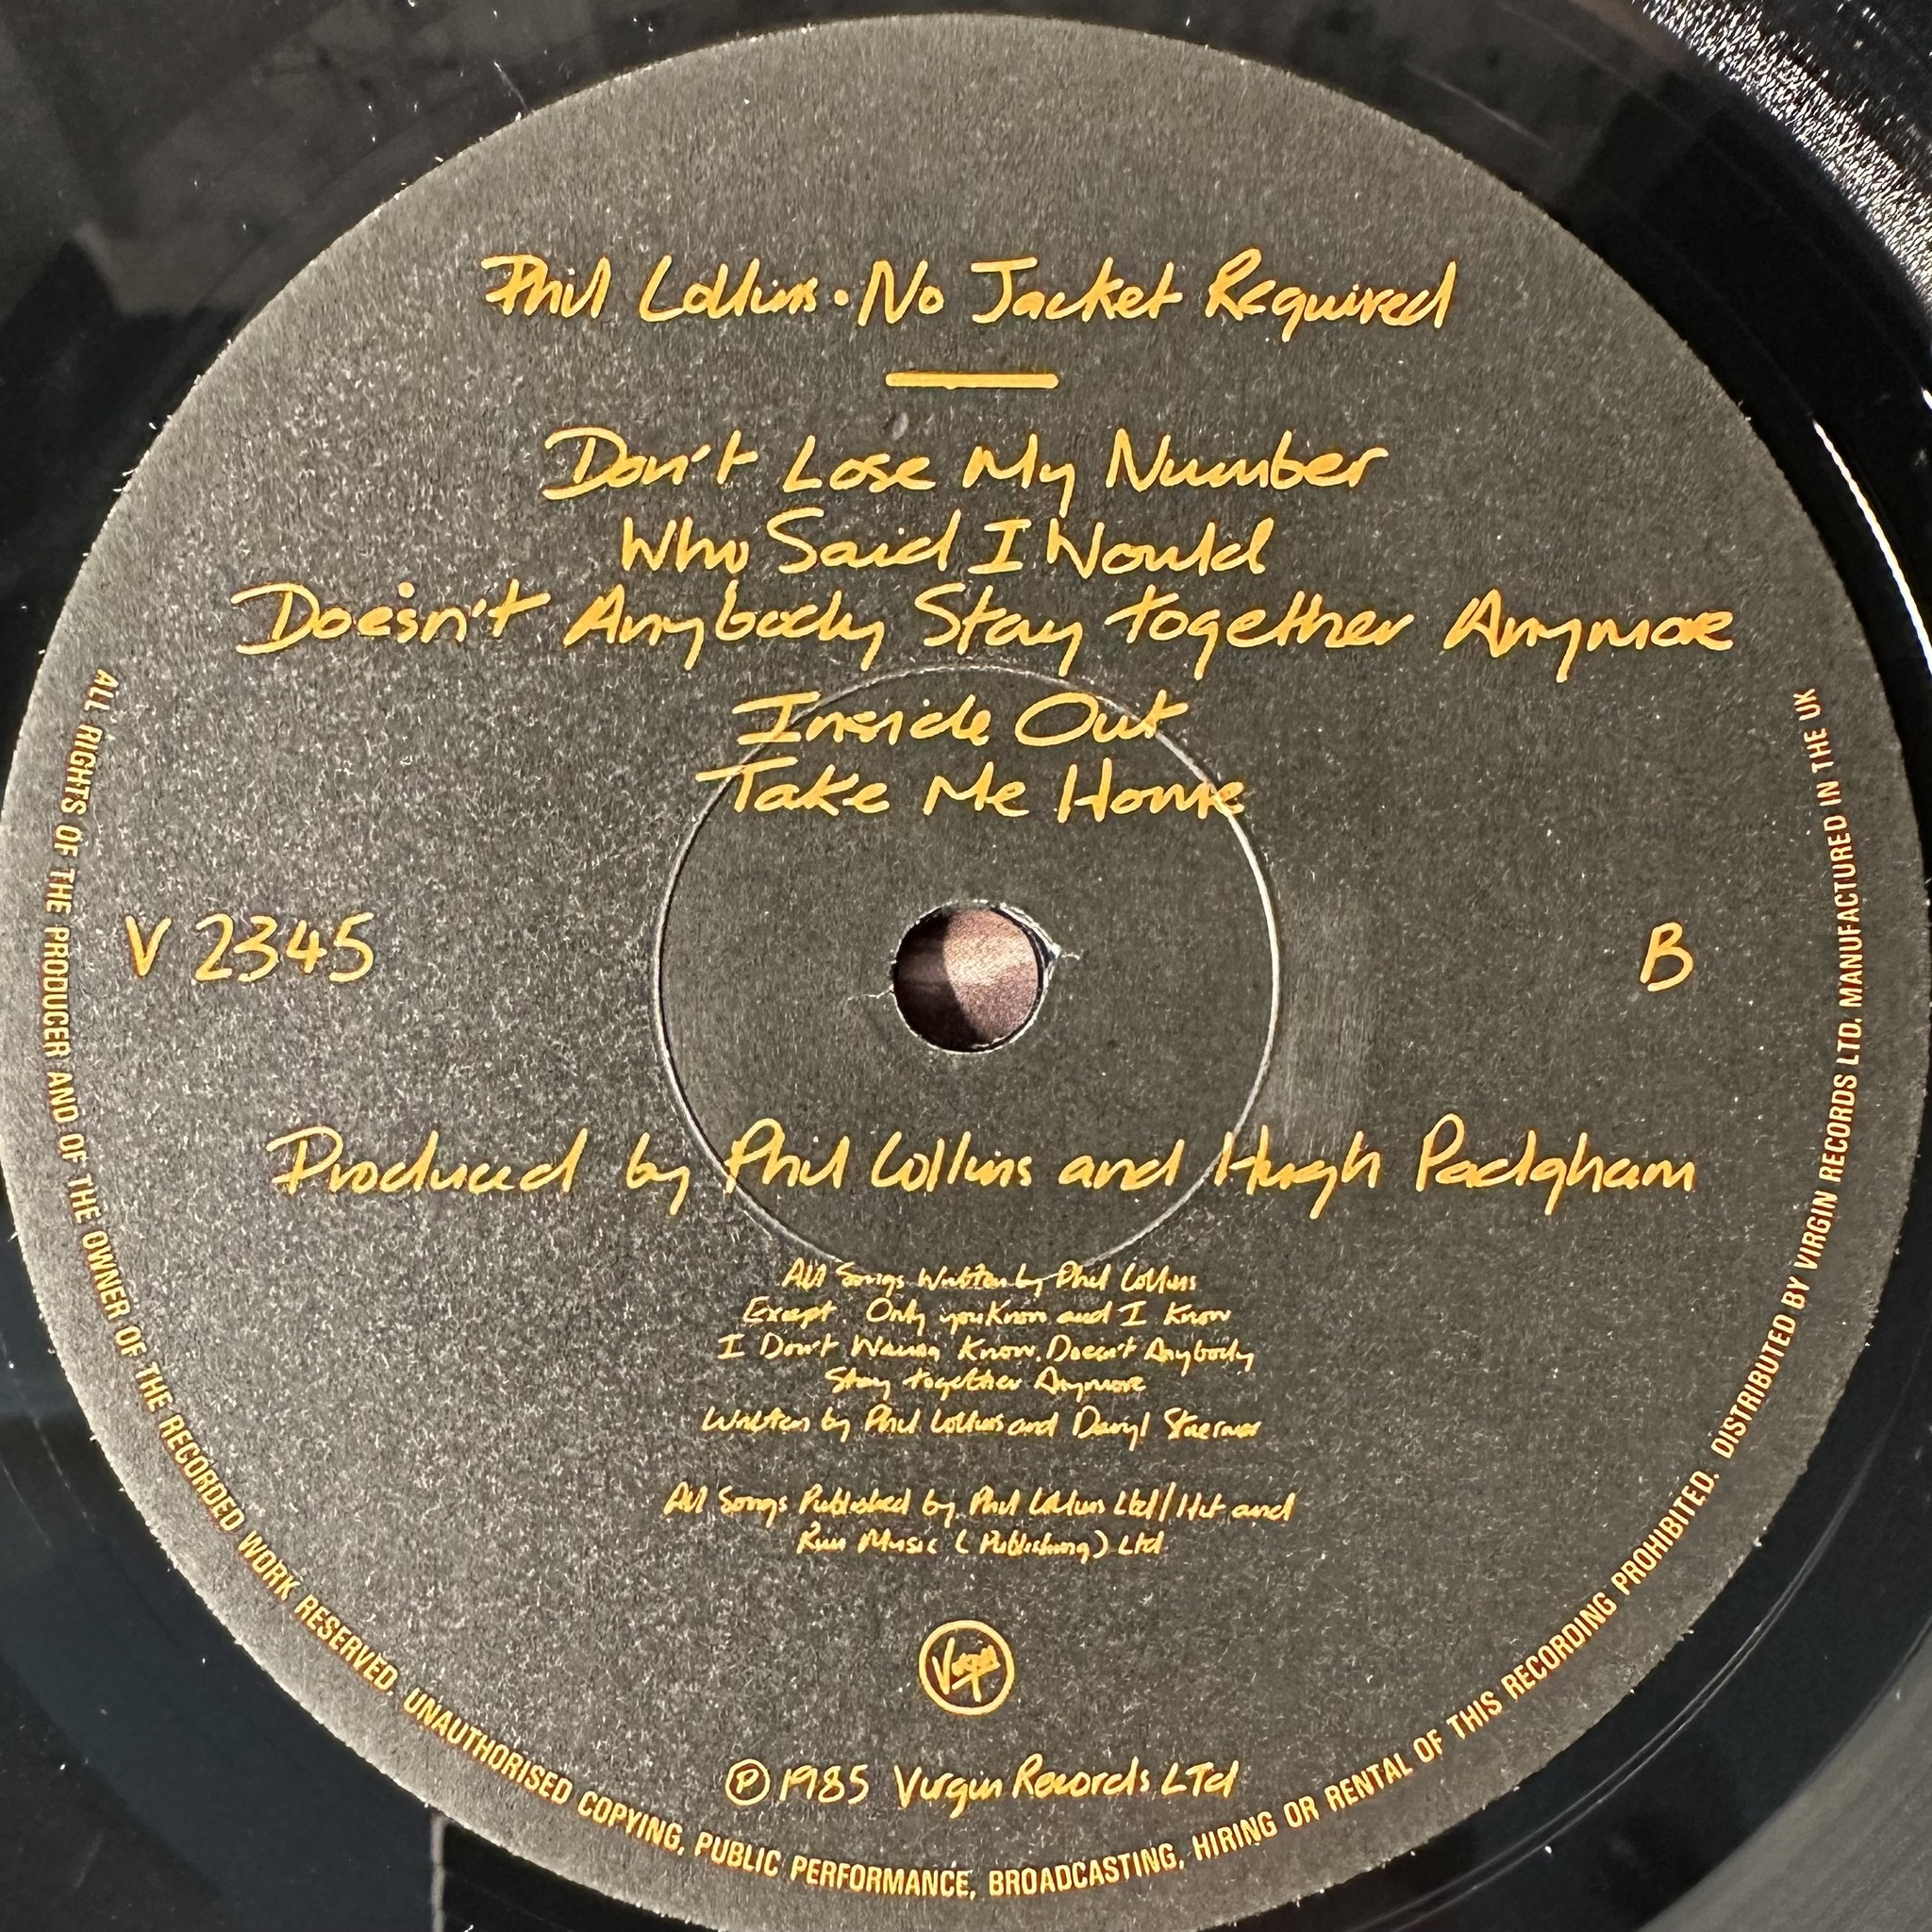 Phil Collins · No Jacket Required
Don't Lose My Number
Who Said I Would
Doesn't Anybody Stay together Anymore
Inside Out
Take Me Home
V 2345
B
Produced by Phil Collins and Hugh Padgham
All Songs Written by Phil Collins
Except. Only you Know and I Know
I Don't Wanna Know. Doesn't Anybody
Stay together Anymore
Written by Phil Collins and Daryl Stuermer
All Songs Published by Phil Collins Ltd/Hit and
Run Music (Publishing) Ltd
Virgin
℗ 1985 Virgin Records LTd
ALL RIGHTS OF THE PRODUCER AND OF THE OWNER OF THE RECORDED WORK RESERVED. UNAUTHORISED COPYING, PUBLIC PERFORMANCE, BROADCASTING, HIRING OR RENTAL OF THIS RECORDING PROHIBITED. DISTRIBUTED BY VIRGIN RECORDS LTD. MANUFACTURED IN THE UK